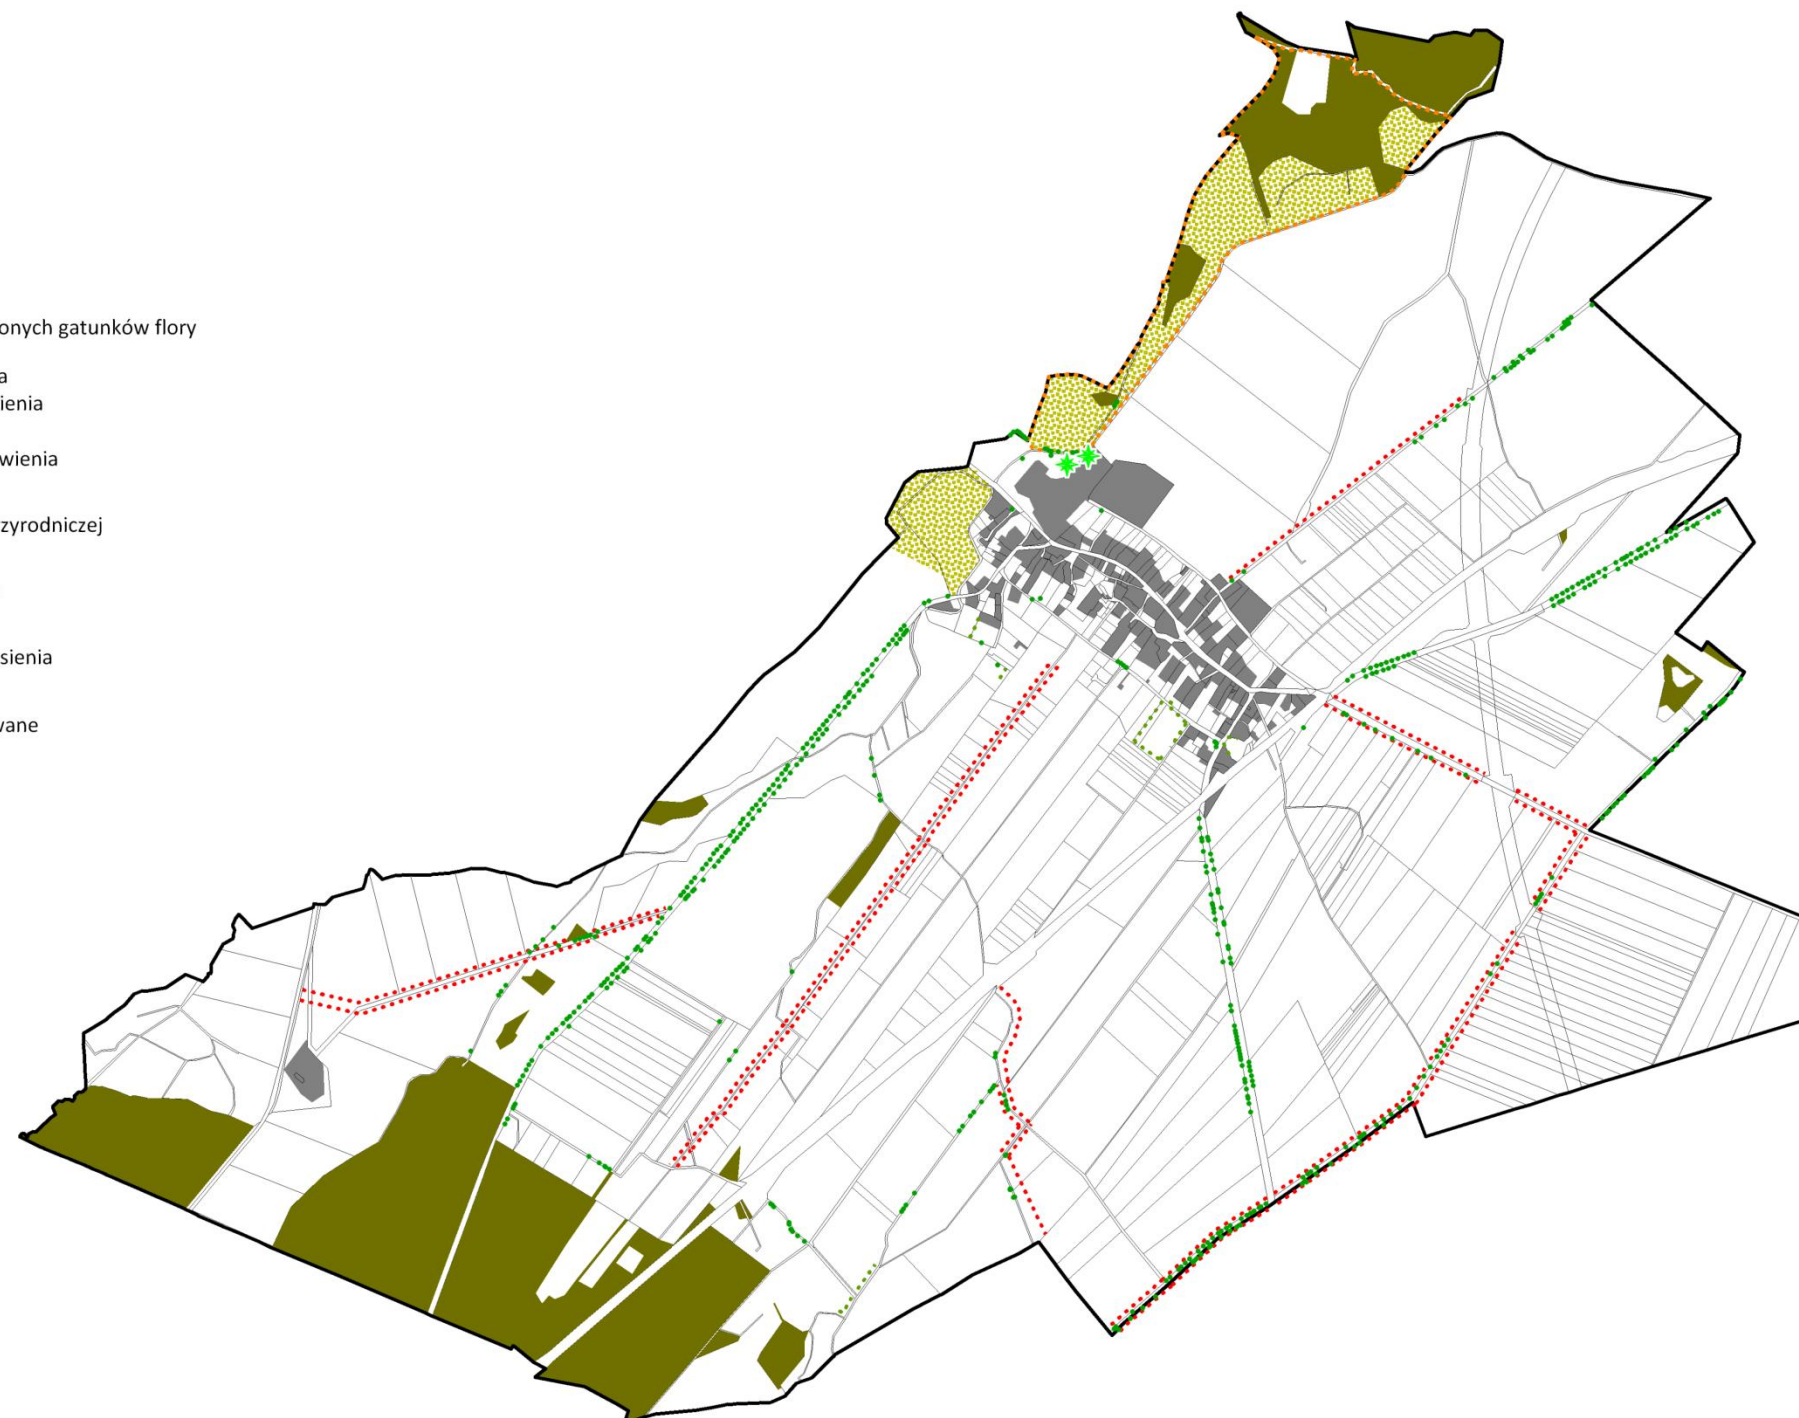 onych gatunków flory
a
ienia
wienia
zyrodniczej
sienia
vane